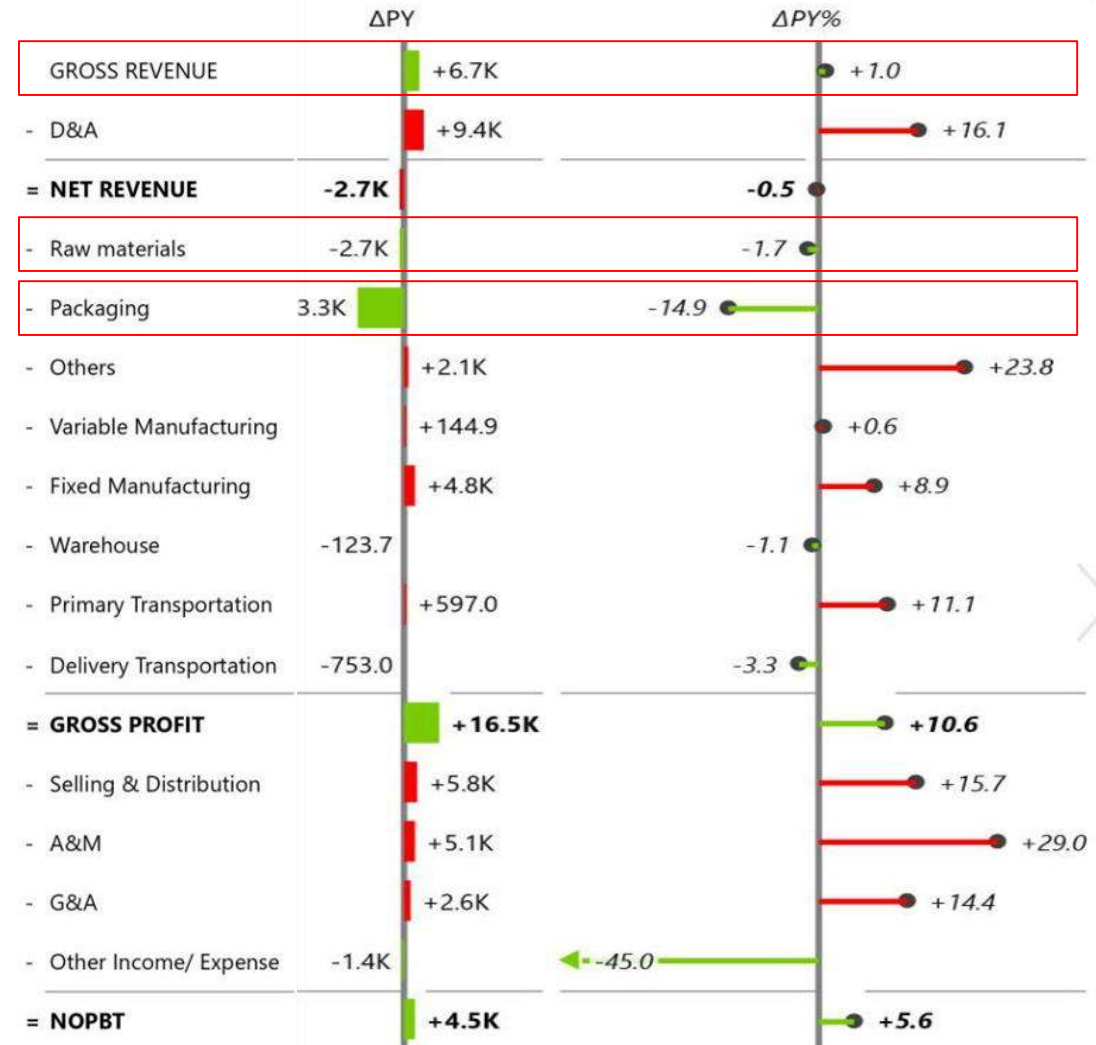 ΔPY ΔPY%
GROSS REVENUE +6.7K +1.0
- D&A +9.4K +16.1
= NET REVENUE -2.7K -0.5
- Raw materials -2.7K -1.7
- Packaging 3.3K -14.9
- Others +2.1K +23.8
- Variable Manufacturing +144.9 +0.6
- Fixed Manufacturing +4.8K +8.9
- Warehouse -123.7 -1.1
- Primary Transportation +597.0 +11.1
- Delivery Transportation -753.0 -3.3
= GROSS PROFIT +16.5K +10.6
- Selling & Distribution +5.8K +15.7
- A&M +5.1K +29.0
- G&A +2.6K +14.4
- Other Income/ Expense -1.4K -45.0
= NOPBT +4.5K +5.6